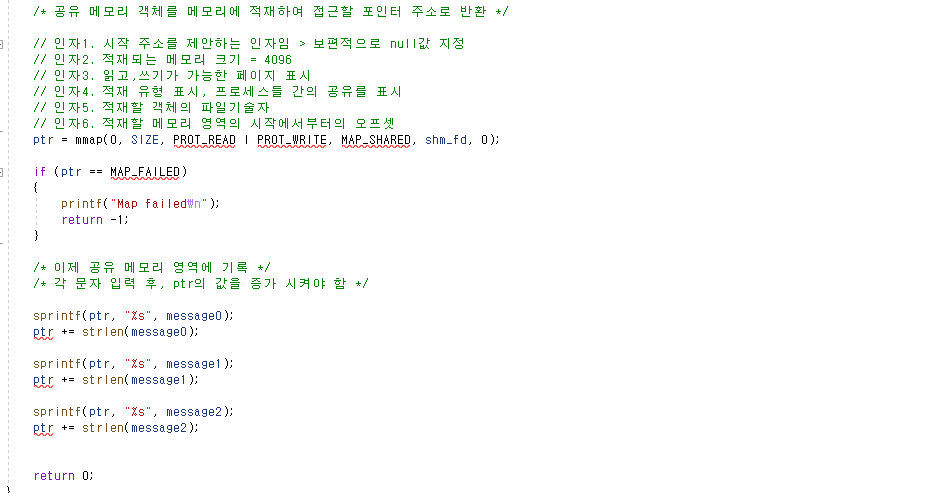 /* 공유 메모리 객체를 메모리에 적재하여 접근할 포인터 주소로 반환 */
// 인자1. 시작 주소를 제안하는 인자임 > 보편적으로 null값 지정
// 인자2. 적재되는 메모리 크기 = 4096
// 인자3. 읽고,쓰기가 가능한 페이지 표시
// 인자4. 적재 유형 표시, 프로세스들 간의 공유를 표시
// 인자5. 적재할 객체의 파일기술자
// 인자6. 적재할 메모리 영역의 시작에서부터의 오프셋
ptr = mmap(0, SIZE, PROT_READ | PROT_WRITE, MAP_SHARED, shm_fd, 0);
if (ptr == MAP_FAILED)
{
printf("Map failed₩n");
return -1;
}
/* 이제 공유 메모리 영역에 기록 */
/* 각 문자 입력 후, ptr의 값을 증가 시켜야 함 */
sprintf(ptr, "%s", message0);
ptr += strlen(message0);
sprintf(ptr, "%s", message1);
ptr += strlen(message1);
sprintf(ptr, "%s", message2);
ptr += strlen(message2);
return 0;
}